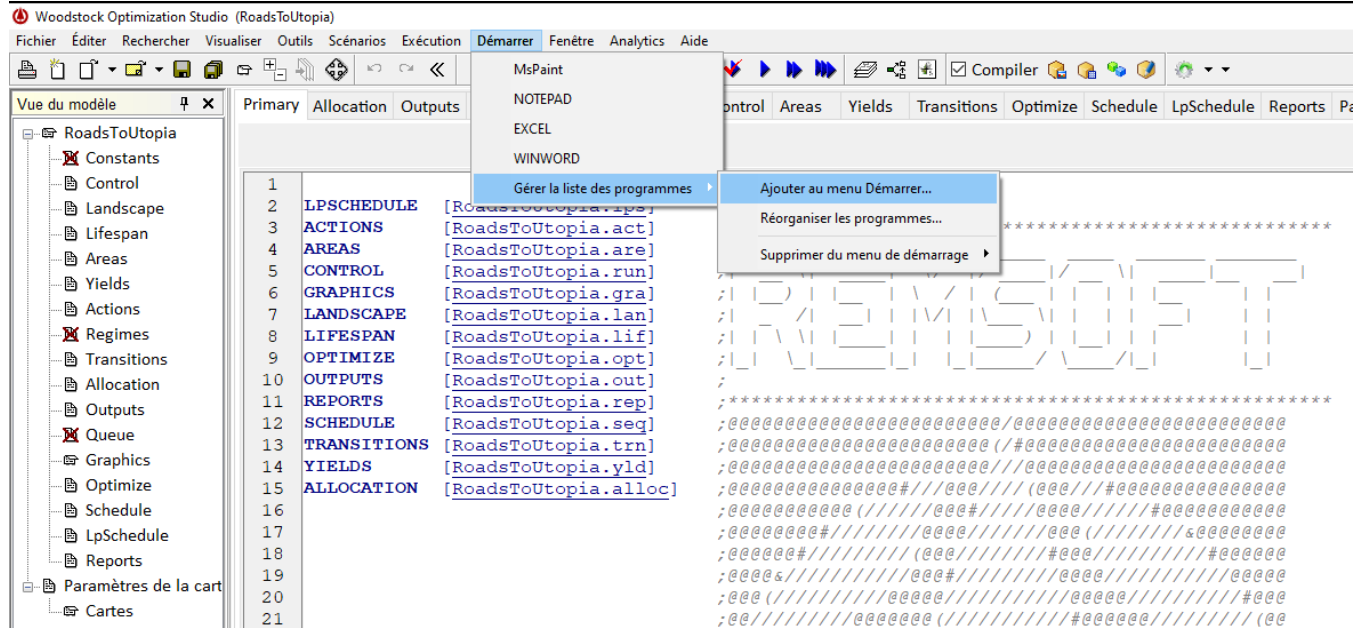 Woodstock Optimization Studio (RoadsToUtopia)
Fichier Éditer Rechercher Visualiser Outils Scénarios Exécution Démarrer Fenêtre Analytics Aide
MsPaint
NOTEPAD
EXCEL
WINWORD
Gérer la liste des programmes
Ajouter au menu Démarrer...
Réorganiser les programmes...
Supprimer du menu de démarrage
Compiler
Vue du modèle
RoadsToUtopia
Constants
Control
Landscape
Lifespan
Areas
Yields
Actions
Regimes
Transitions
Allocation
Outputs
Queue
Graphics
Optimize
Schedule
LpSchedule
Reports
Paramètres de la cart
Cartes
Primary Allocation Outputs ontrol Areas Yields Transitions Optimize Schedule LpSchedule Reports Pa
1
2 LPSCHEDULE [RoadsToUtopia.lps]
3 ACTIONS [RoadsToUtopia.act]
4 AREAS [RoadsToUtopia.are]
5 CONTROL [RoadsToUtopia.run]
6 GRAPHICS [RoadsToUtopia.gra]
7 LANDSCAPE [RoadsToUtopia.lan]
8 LIFESPAN [RoadsToUtopia.lif]
9 OPTIMIZE [RoadsToUtopia.opt]
10 OUTPUTS [RoadsToUtopia.out]
11 REPORTS [RoadsToUtopia.rep]
12 SCHEDULE [RoadsToUtopia.seq]
13 TRANSITIONS [RoadsToUtopia.trn]
14 YIELDS [RoadsToUtopia.yld]
15 ALLOCATION [RoadsToUtopia.alloc]
16
17
18
19
20
21
REMSOFT